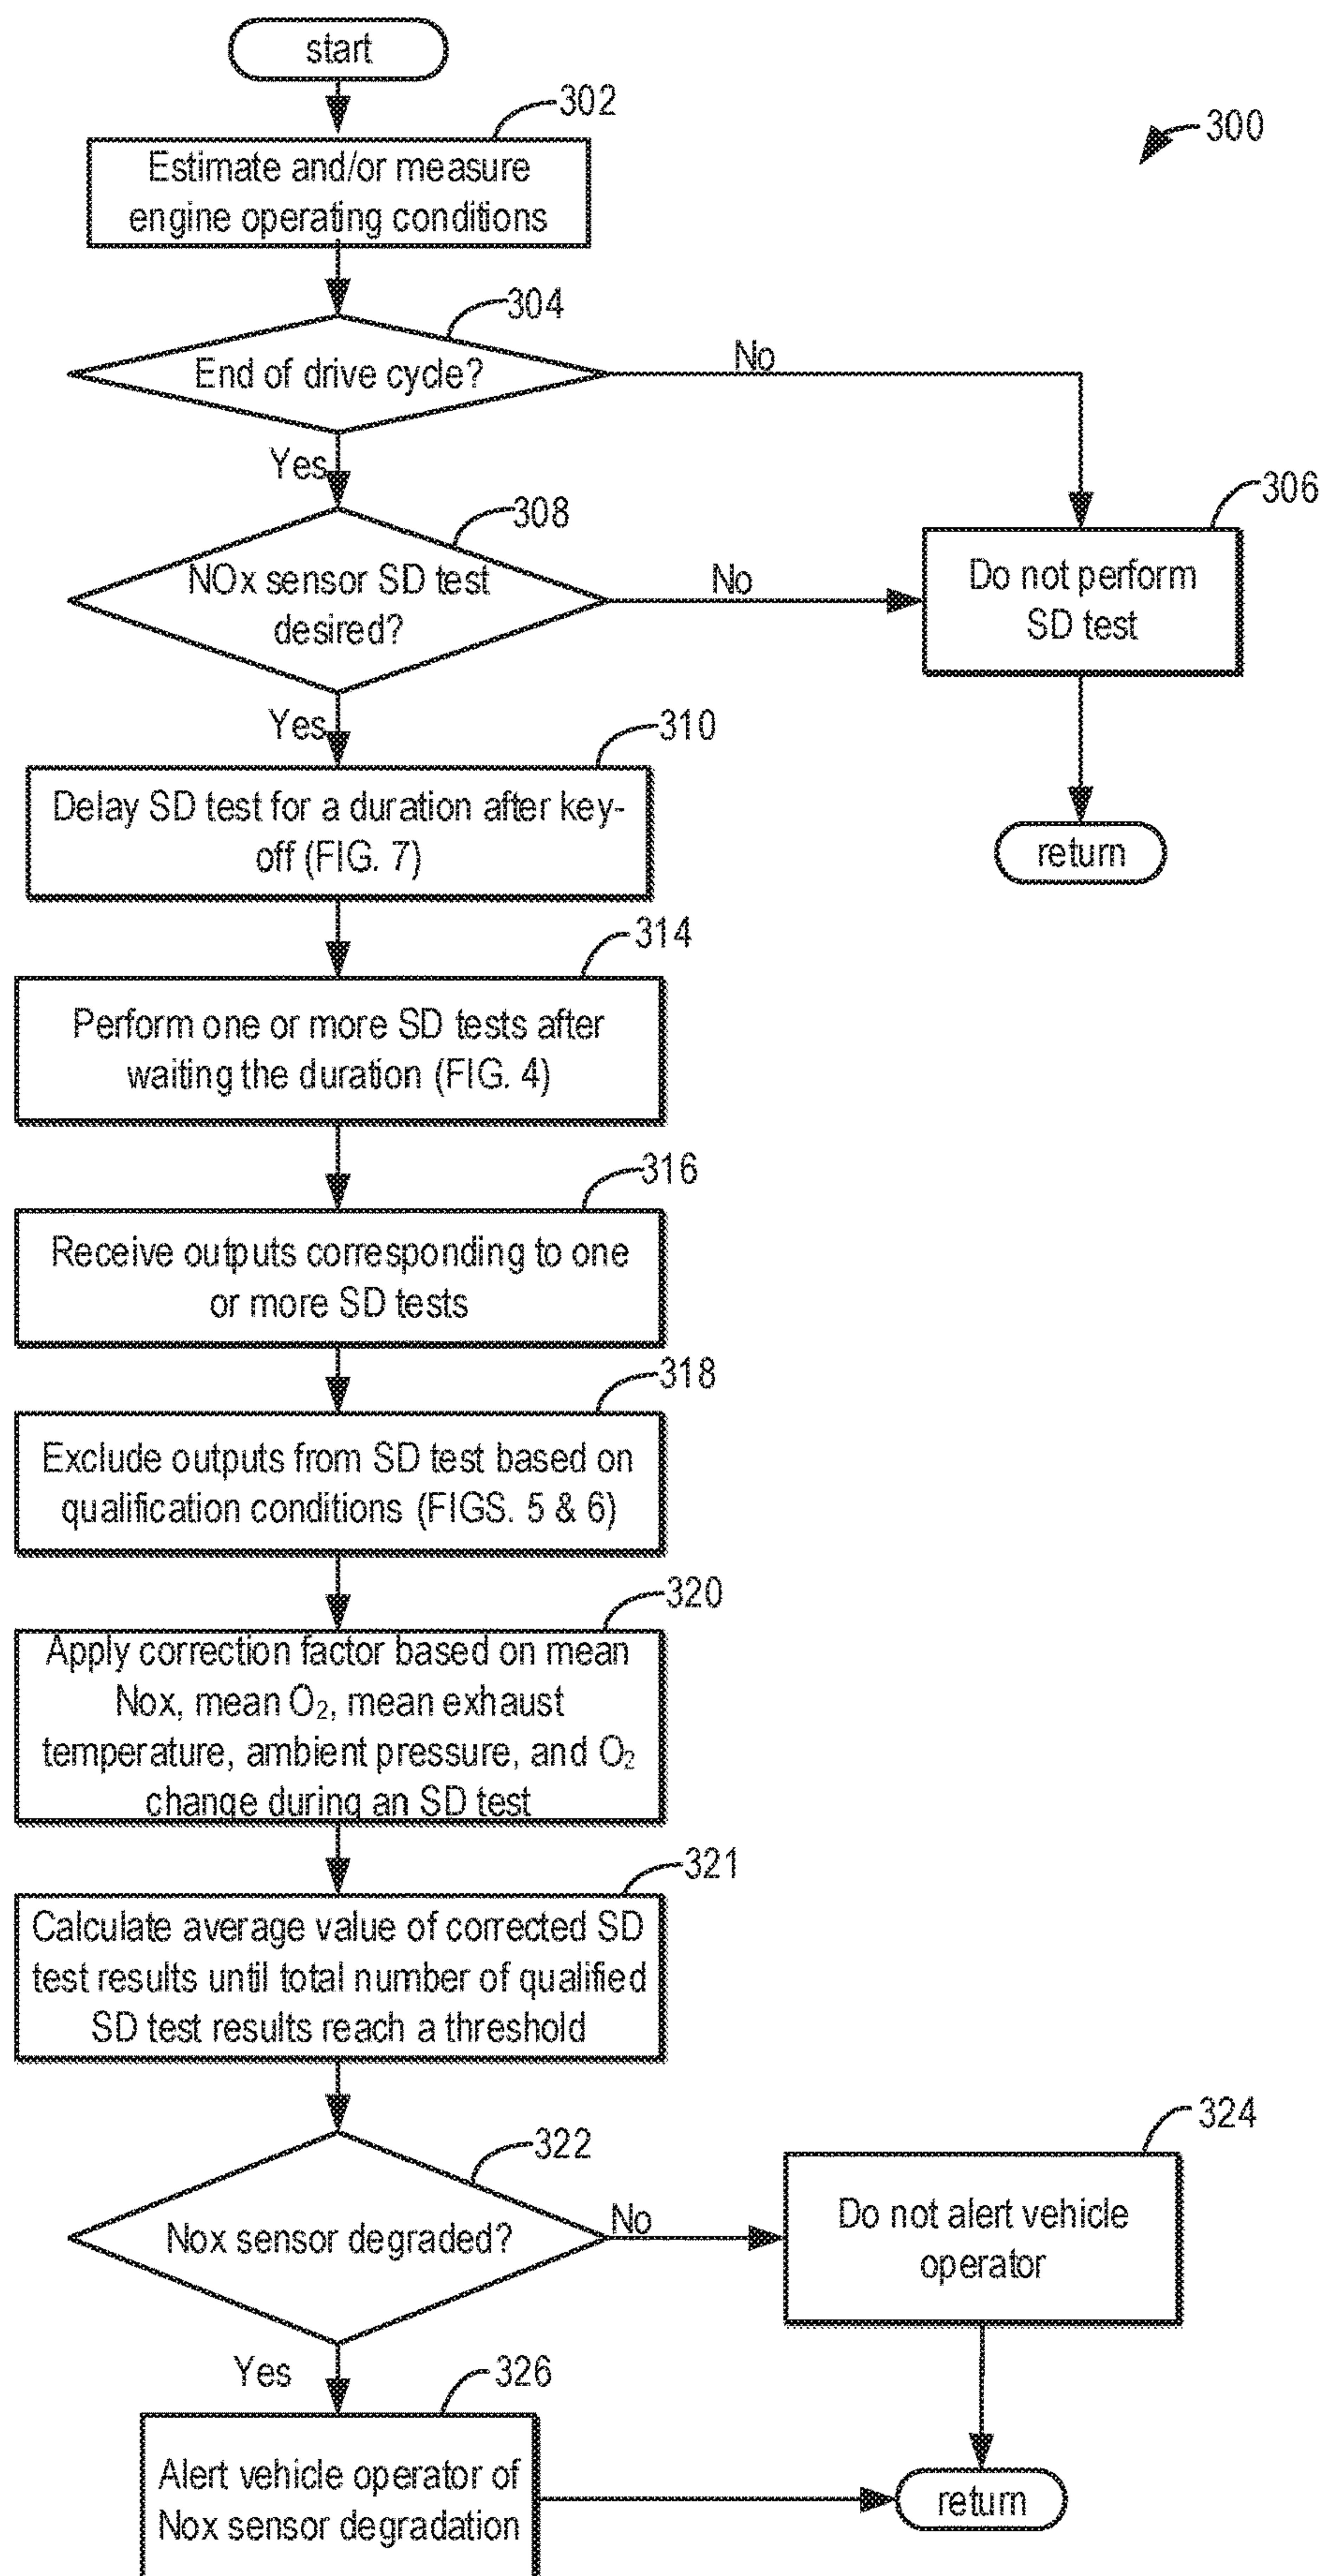 start
302
300
Estimate and/or measure
engine operating conditions
304
End of drive cycle?
No
Yes
308
306
NOx sensor SD test
desired?
No
Do not perform
SD test
Yes
310
Delay SD test for a duration after key-
off (FIG. 7)
return
314
Perform one or more SD tests after
waiting the duration (FIG. 4)
316
Receive outputs corresponding to one
or more SD tests
318
Exclude outputs from SD test based on
qualification conditions (FIGS. 5 & 6)
320
Apply correction factor based on mean
Nox, mean O₂, mean exhaust
temperature, ambient pressure, and O₂
change during an SD test
321
Calculate average value of corrected SD
test results until total number of qualified
SD test results reach a threshold
322
324
Nox sensor degraded?
No
Do not alert vehicle
operator
Yes
326
Alert vehicle operator of
Nox sensor degradation
return